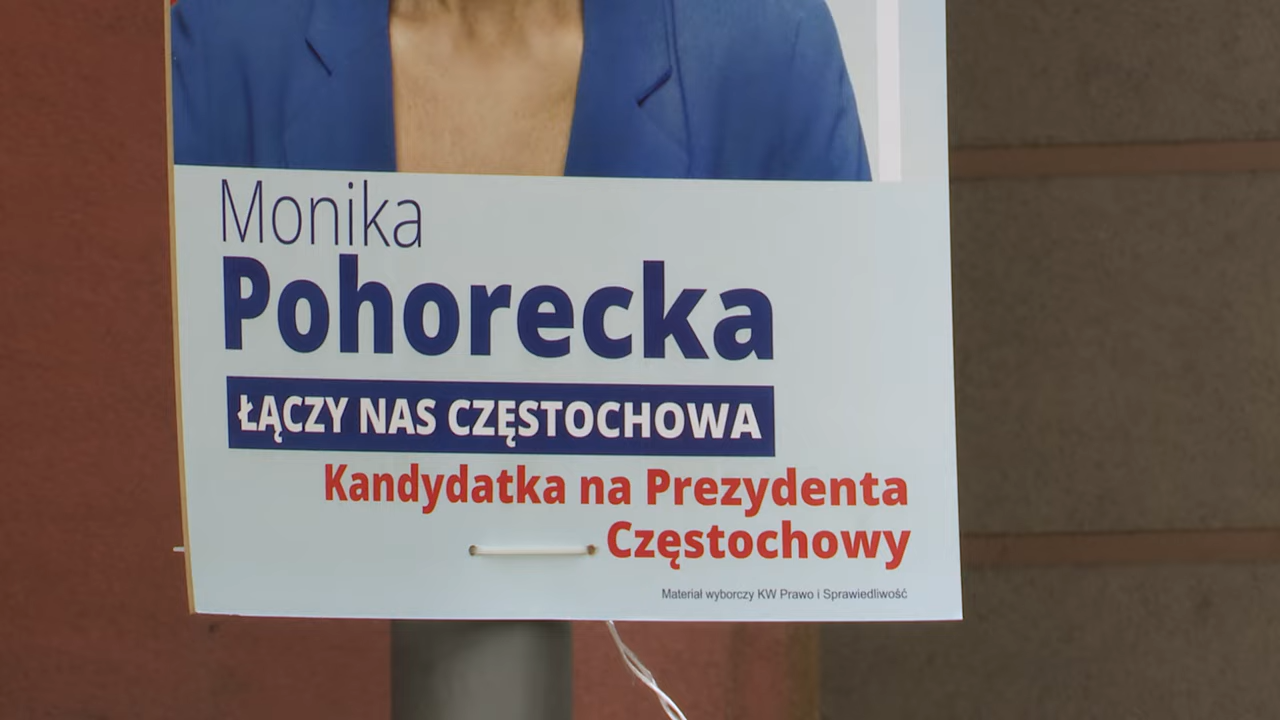 Monika
Pohorecka
ŁĄCZY NAS CZĘSTOCHOWA
Kandydatka na Prezydenta
Częstochowy
Materiał wyborczy KW Prawo i Sprawiedliwość